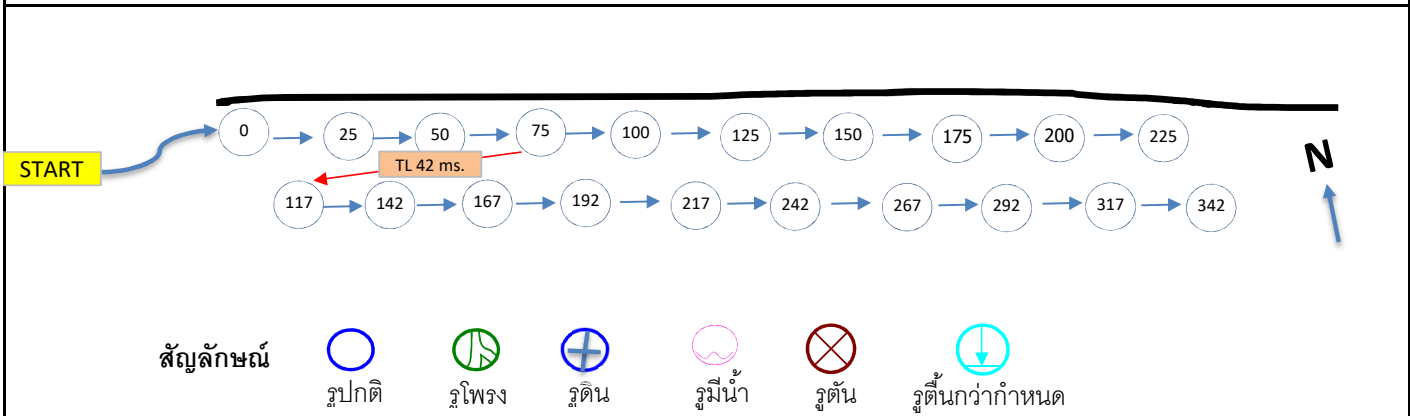 0 25 50 75 100 125 150 175 200 225
START
TL 42 ms.
N
117 142 167 192 217 242 267 292 317 342
สัญลักษณ์
รูปกติ รูโพรง รูดิน รูมีน้ำ รูตัน รูตื้นกว่ากำหนด